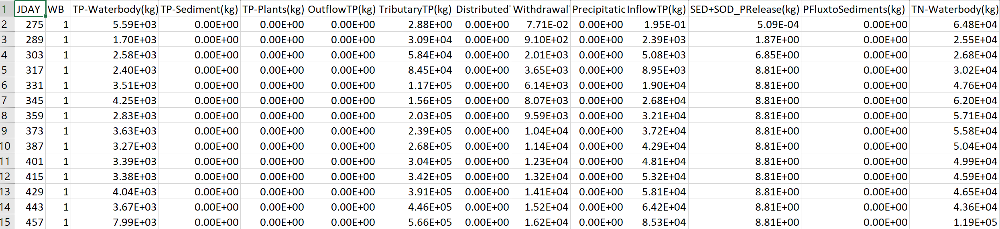 1 JDAY WB TP-Waterbody(kg) TP-Sediment(kg) TP-Plants(kg) OutflowTP(kg) TributaryTP(kg) Distributed Withdrawal Precipitatic InflowTP(kg) SED+SOD_PRelease(kg) PFluxtoSediments(kg) TN-Waterbody(kg)
2 275 1 5.59E+03 0.00E+00 0.00E+00 0.00E+00 2.88E+00 0.00E+00 7.71E-02 0.00E+00 1.95E-01 5.09E-04 0.00E+00 6.48E+04
3 289 1 1.70E+03 0.00E+00 0.00E+00 0.00E+00 3.09E+04 0.00E+00 9.10E+02 0.00E+00 2.39E+03 1.87E+00 0.00E+00 2.55E+04
4 303 1 2.58E+03 0.00E+00 0.00E+00 0.00E+00 5.84E+04 0.00E+00 2.01E+03 0.00E+00 5.08E+03 6.85E+00 0.00E+00 2.68E+04
5 317 1 2.40E+03 0.00E+00 0.00E+00 0.00E+00 8.45E+04 0.00E+00 3.65E+03 0.00E+00 8.95E+03 8.81E+00 0.00E+00 3.02E+04
6 331 1 3.51E+03 0.00E+00 0.00E+00 0.00E+00 1.17E+05 0.00E+00 6.14E+03 0.00E+00 1.90E+04 8.81E+00 0.00E+00 4.76E+04
7 345 1 4.25E+03 0.00E+00 0.00E+00 0.00E+00 1.56E+05 0.00E+00 8.07E+03 0.00E+00 2.68E+04 8.81E+00 0.00E+00 6.20E+04
8 359 1 2.83E+03 0.00E+00 0.00E+00 0.00E+00 2.03E+05 0.00E+00 9.59E+03 0.00E+00 3.21E+04 8.81E+00 0.00E+00 5.71E+04
9 373 1 3.63E+03 0.00E+00 0.00E+00 0.00E+00 2.39E+05 0.00E+00 1.04E+04 0.00E+00 3.72E+04 8.81E+00 0.00E+00 5.58E+04
10 387 1 3.27E+03 0.00E+00 0.00E+00 0.00E+00 2.68E+05 0.00E+00 1.14E+04 0.00E+00 4.29E+04 8.81E+00 0.00E+00 5.04E+04
11 401 1 3.39E+03 0.00E+00 0.00E+00 0.00E+00 3.04E+05 0.00E+00 1.23E+04 0.00E+00 4.81E+04 8.81E+00 0.00E+00 4.99E+04
12 415 1 3.38E+03 0.00E+00 0.00E+00 0.00E+00 3.42E+05 0.00E+00 1.32E+04 0.00E+00 5.32E+04 8.81E+00 0.00E+00 4.59E+04
13 429 1 4.04E+03 0.00E+00 0.00E+00 0.00E+00 3.91E+05 0.00E+00 1.41E+04 0.00E+00 5.81E+04 8.81E+00 0.00E+00 4.65E+04
14 443 1 3.67E+03 0.00E+00 0.00E+00 0.00E+00 4.46E+05 0.00E+00 1.52E+04 0.00E+00 6.42E+04 8.81E+00 0.00E+00 4.36E+04
15 457 1 7.99E+03 0.00E+00 0.00E+00 0.00E+00 5.66E+05 0.00E+00 1.62E+04 0.00E+00 8.53E+04 8.81E+00 0.00E+00 1.19E+05